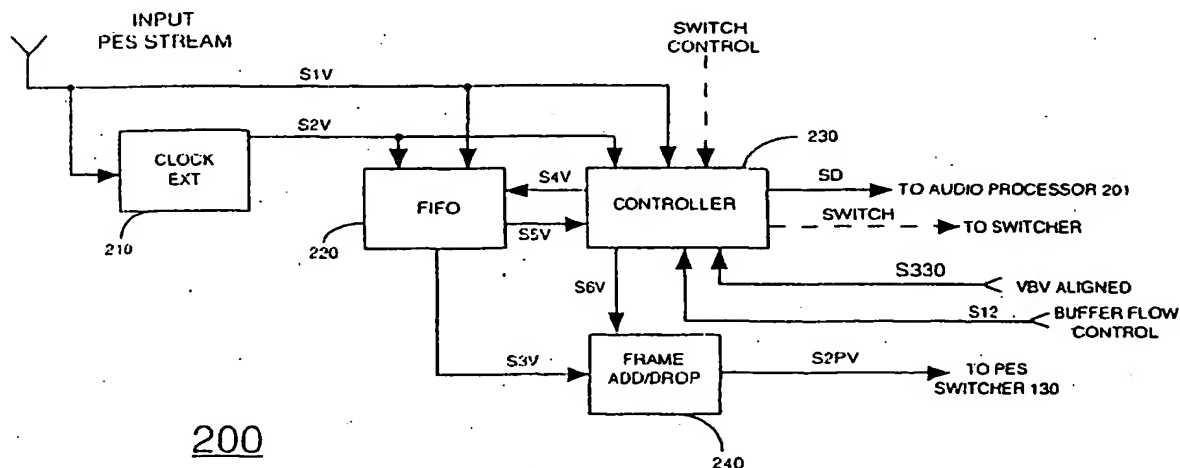 INPUT
PES STREAM
SWITCH
CONTROL
S1V
S2V
230
CLOCK
EXT
FIFO
S4V
CONTROLLER
SD
TO AUDIO PROCESSOR 201
SWITCH
TO SWITCHER
210
220
S5V
S330
VBV ALIGNED
S6V
S12
BUFFER FLOW
CONTROL
S3V
FRAME
ADD/DROP
S2PV
TO PES
SWITCHER 130
200
240